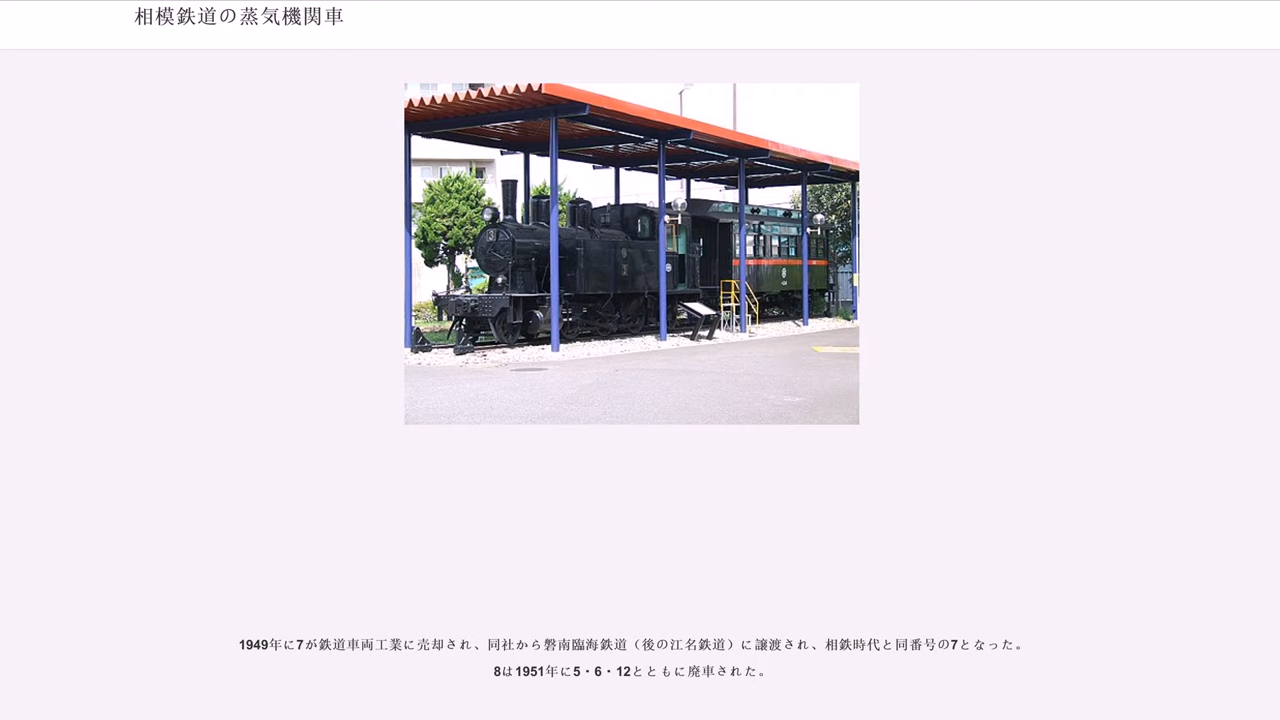 相模鉄道の蒸気機関車
3
1949年に7が鉄道車両工業に売却され、同社から磐南臨海鉄道（後の江名鉄道）に譲渡され、相鉄時代と同番号の7となった。
8は1951年に5・6・12とともに廃車された。